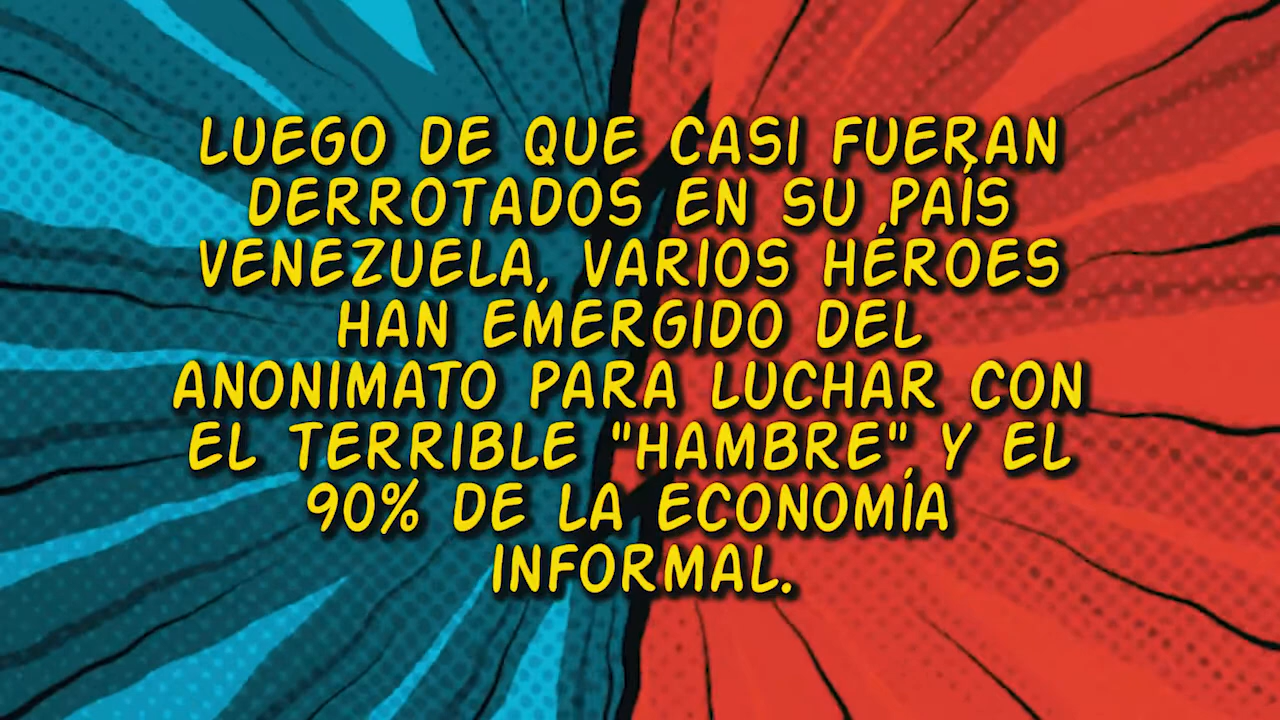 LUEGO DE QUE CASI FUERAN
DERROTADOS EN SU PAÍS
VENEZUELA, VARIOS HÉROES
HAN EMERGIDO DEL
ANONIMATO PARA LUCHAR CON
EL TERRIBLE "HAMBRE", Y EL
90% DE LA ECONOMÍA
INFORMAL.